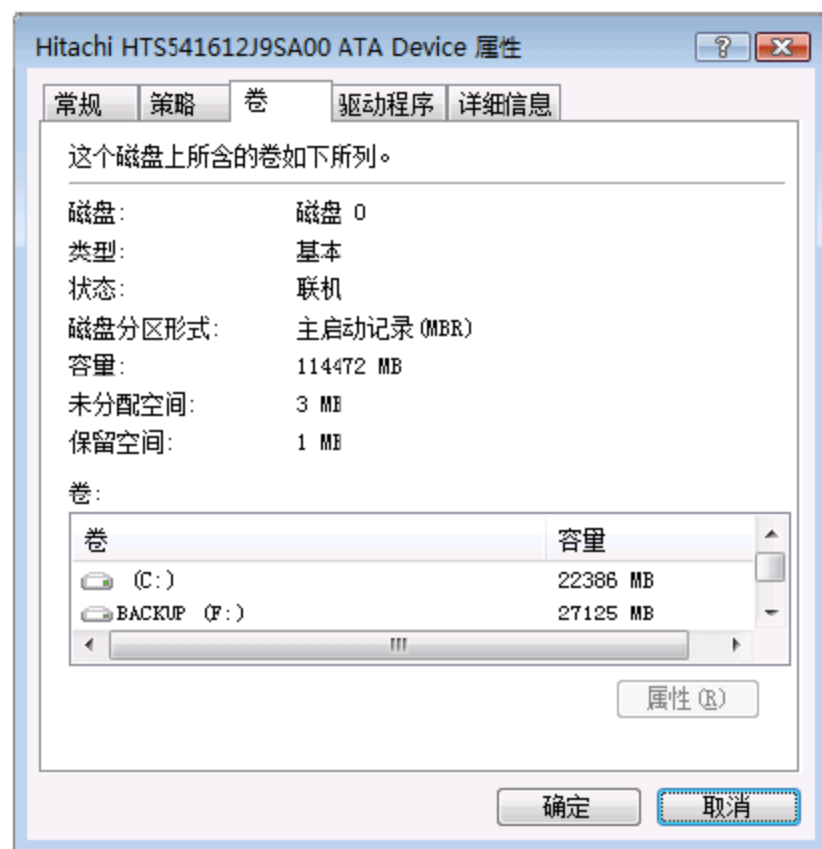 Hitachi HTS541612J9SA00 ATA Device 属性
常规 策略 卷 驱动程序 详细信息
这个磁盘上所含的卷如下所列。
磁盘: 磁盘 0
类型: 基本
状态: 联机
磁盘分区形式: 主启动记录(MBR)
容量: 114472 MB
未分配空间: 3 MB
保留空间: 1 MB
卷:
卷 容量
(C:) 22386 MB
BACKUP (F:) 27125 MB
属性(R)
确定 取消